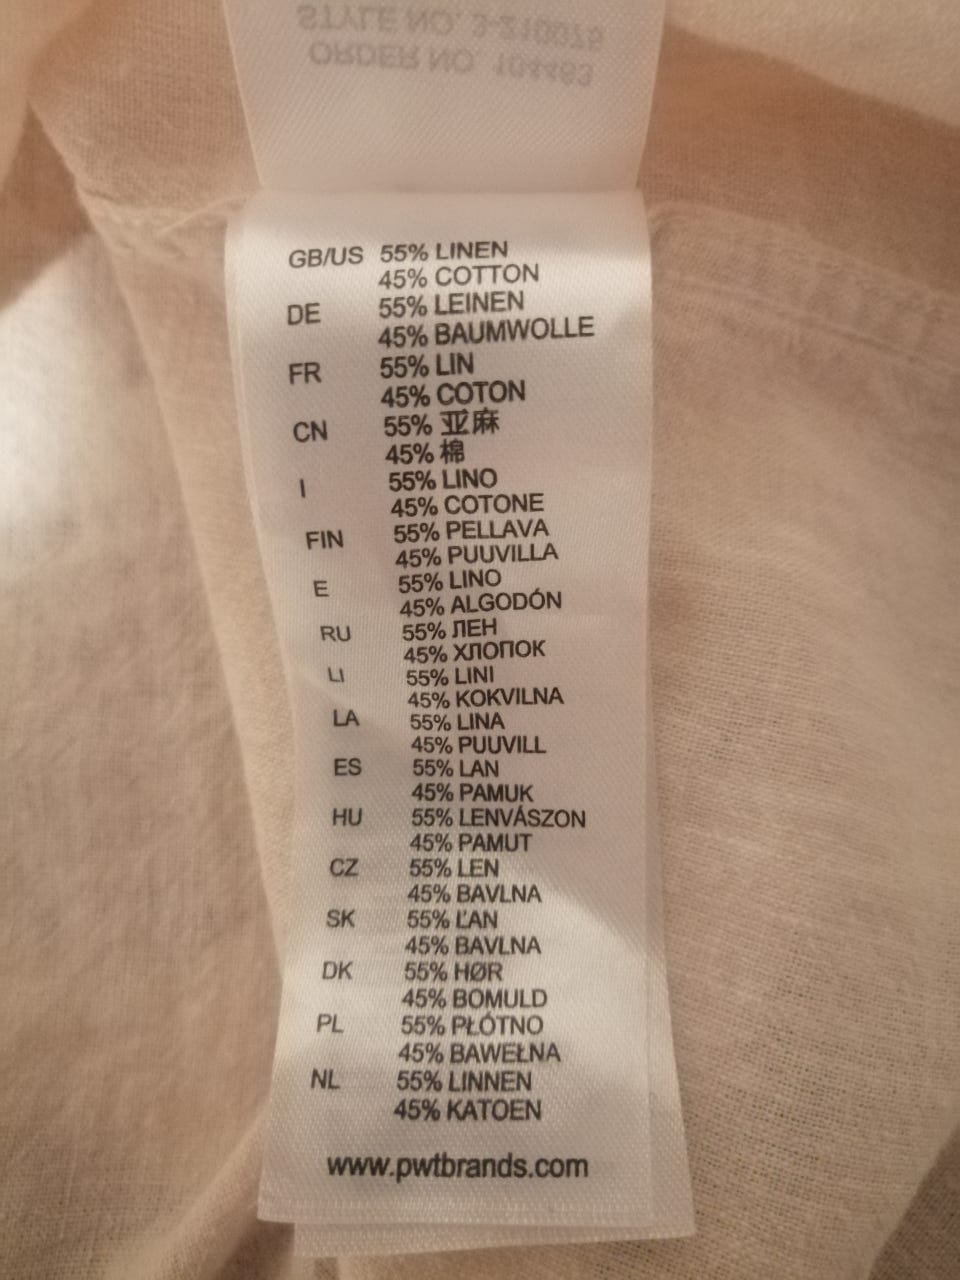 STYLE NO. 3-210075
ORDER NO. 104463
GB/US 55% LINEN
45% COTTON
DE 55% LEINEN
45% BAUMWOLLE
FR 55% LIN
45% COTON
CN 55% 亚麻
45% 棉
I 55% LINO
45% COTONE
FIN 55% PELLAVA
45% PUUVILLA
E 55% LINO
45% ALGODÓN
RU 55% ЛЕН
45% ХЛОПОК
LI 55% LINI
45% KOKVILNA
LA 55% LINA
45% PUUVILL
ES 55% LAN
45% PAMUK
HU 55% LENVÁSZON
45% PAMUT
CZ 55% LEN
45% BAVLNA
SK 55% ĽAN
45% BAVLNA
DK 55% HØR
45% BOMULD
PL 55% PŁÓTNO
45% BAWEŁNA
NL 55% LINNEN
45% KATOEN
www.pwtbrands.com